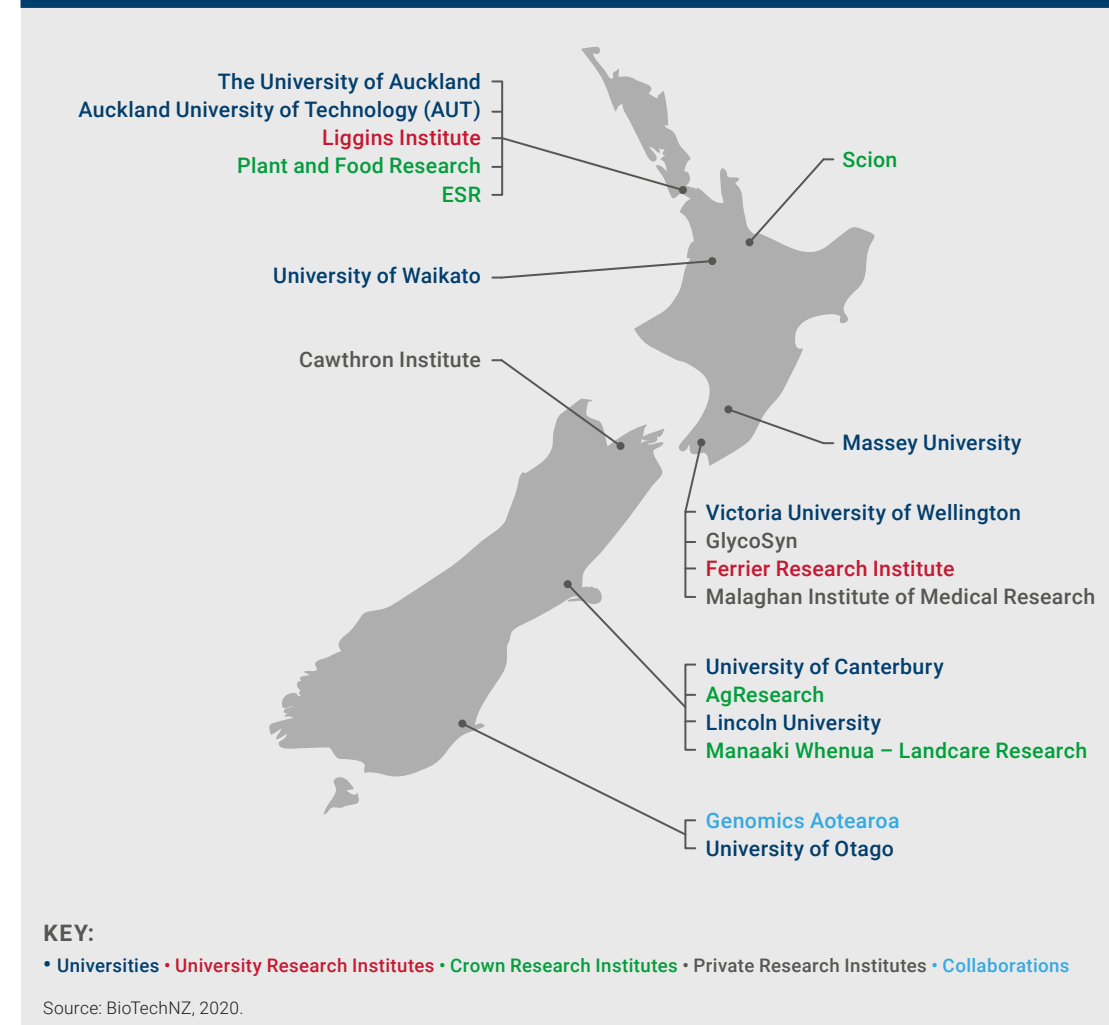 The University of Auckland
Auckland University of Technology (AUT)
Liggins Institute
Plant and Food Research
ESR
Scion
University of Waikato
Cawthron Institute
Massey University
Victoria University of Wellington
GlycoSyn
Ferrier Research Institute
Malaghan Institute of Medical Research
University of Canterbury
AgResearch
Lincoln University
Manaaki Whenua – Landcare Research
Genomics Aotearoa
University of Otago
KEY:
• Universities • University Research Institutes • Crown Research Institutes • Private Research Institutes • Collaborations
Source: BioTechNZ, 2020.